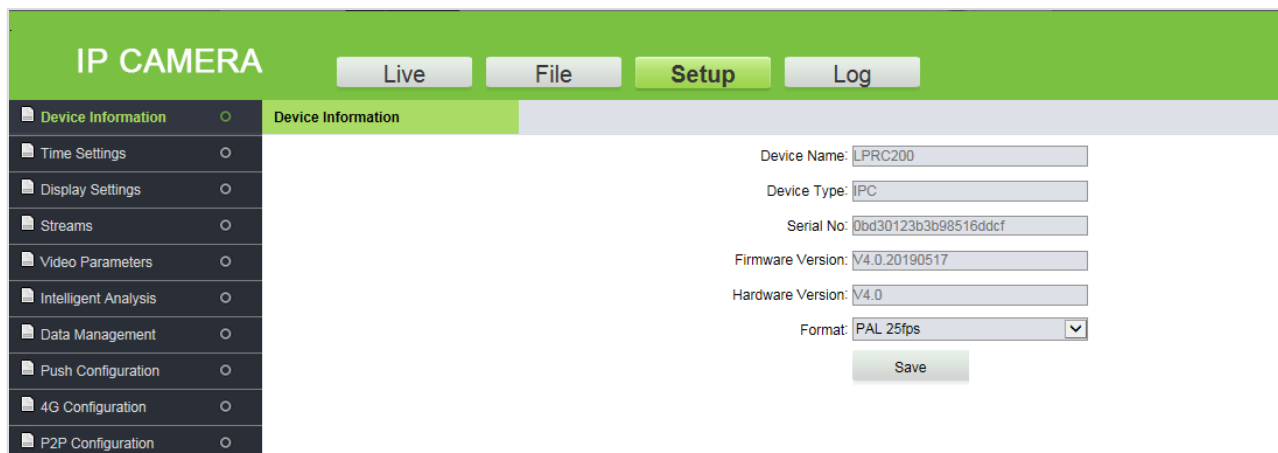 IP CAMERA
Live File Setup Log
Device Information
Time Settings
Display Settings
Streams
Video Parameters
Intelligent Analysis
Data Management
Push Configuration
4G Configuration
P2P Configuration
Device Information
Device Name: LPRC200
Device Type: IPC
Serial No: 0bd30123b3b98516ddcf
Firmware Version: V4.0.20190517
Hardware Version: V4.0
Format: PAL 25fps
Save